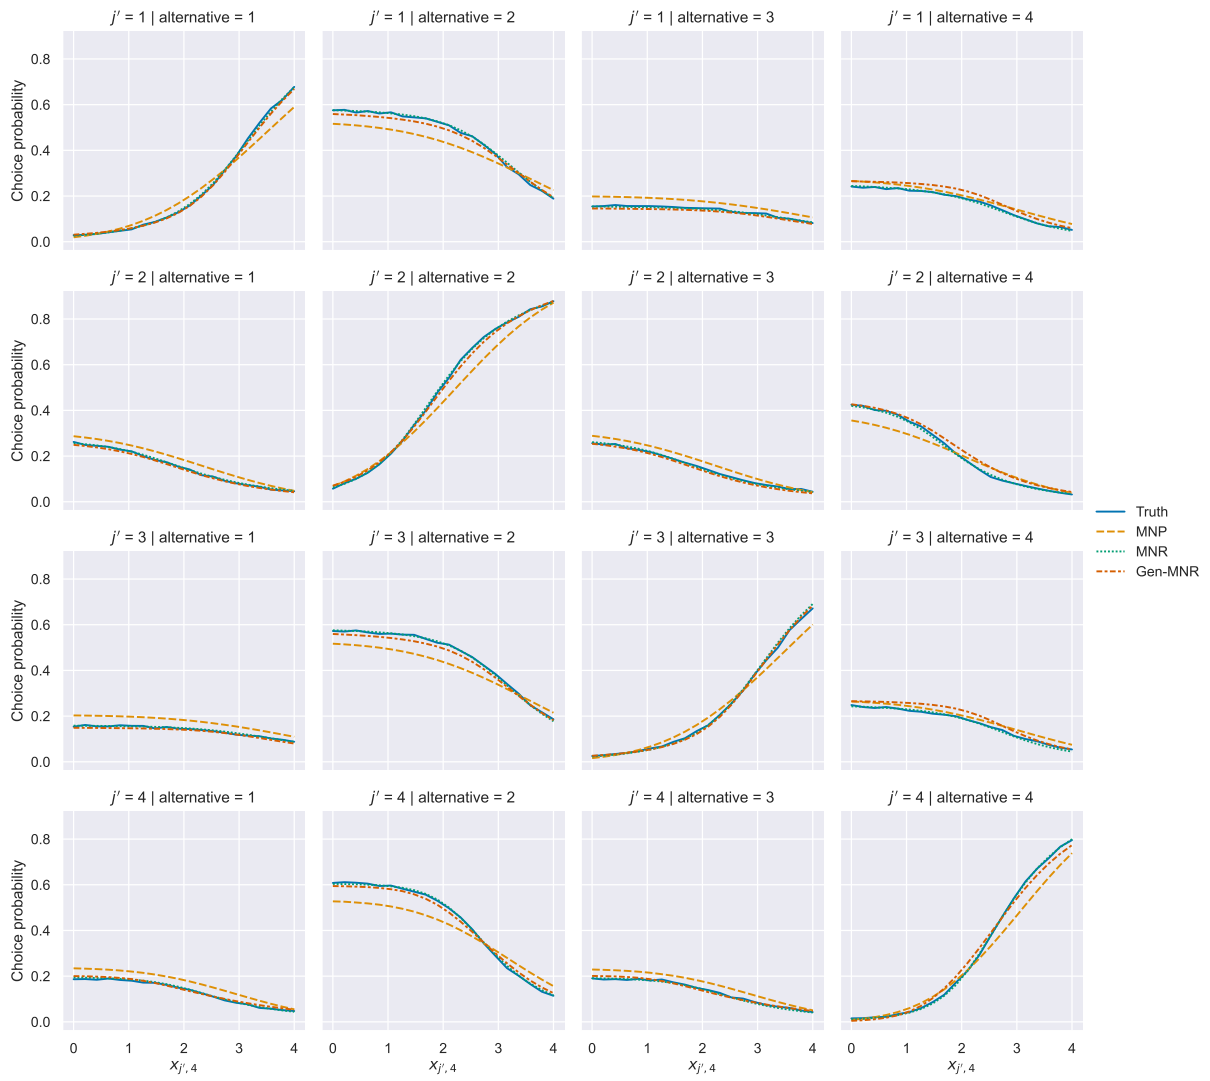 j′ = 1 | alternative = 1
j′ = 1 | alternative = 2
j′ = 1 | alternative = 3
j′ = 1 | alternative = 4
Choice probability
0.8
0.6
0.4
0.2
0.0
j′ = 2 | alternative = 1
j′ = 2 | alternative = 2
j′ = 2 | alternative = 3
j′ = 2 | alternative = 4
Choice probability
0.8
0.6
0.4
0.2
0.0
Truth
MNP
MNR
Gen-MNR
j′ = 3 | alternative = 1
j′ = 3 | alternative = 2
j′ = 3 | alternative = 3
j′ = 3 | alternative = 4
Choice probability
0.8
0.6
0.4
0.2
0.0
j′ = 4 | alternative = 1
j′ = 4 | alternative = 2
j′ = 4 | alternative = 3
j′ = 4 | alternative = 4
Choice probability
0.8
0.6
0.4
0.2
0.0
0 1 2 3 4
0 1 2 3 4
0 1 2 3 4
0 1 2 3 4
x_{j′, 4}
x_{j′, 4}
x_{j′, 4}
x_{j′, 4}